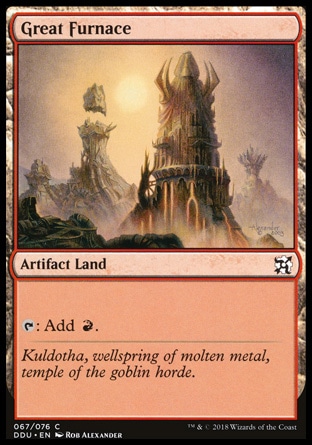 Great Furnace
Artifact Land
: Add .
Kuldotha, wellspring of molten metal,
temple of the goblin horde.
067/076 C
DDU • EN Rob Alexander
™ & © 2018 Wizards of the Coast